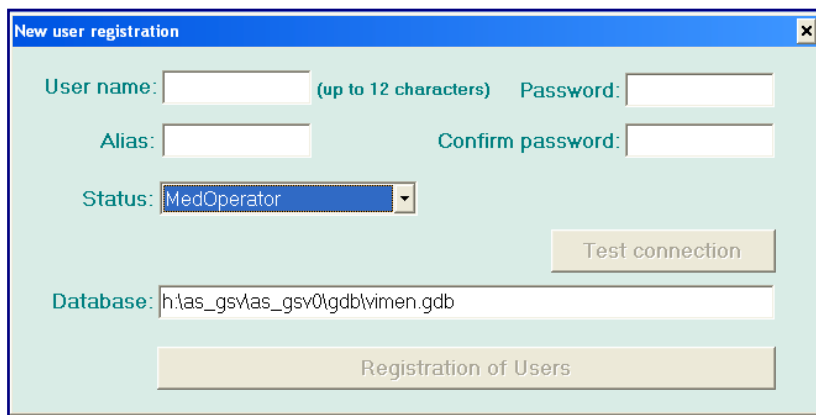 New user registration
User name: (up to 12 characters) Password:
Alias: Confirm password:
Status: MedOperator
Test connection
Database: h:\as_gsv\as_gsv0\gdb\vimen.gdb
Registration of Users